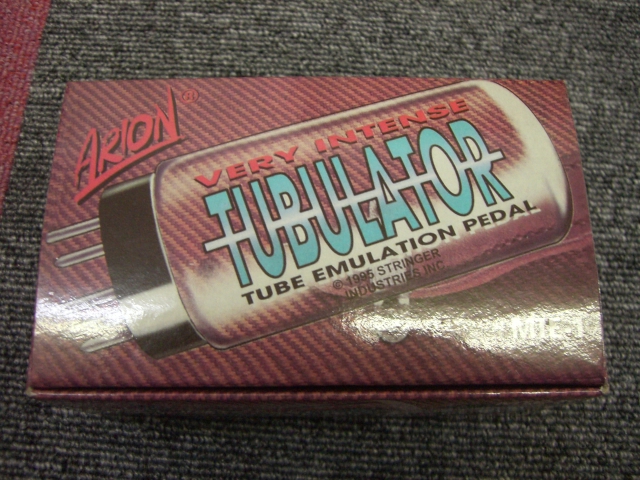 ARION ®
VERY INTENSE
TUBULATOR
TUBE EMULATION PEDAL
© 1995 STRINGER
INDUSTRIES INC.
MTE-1